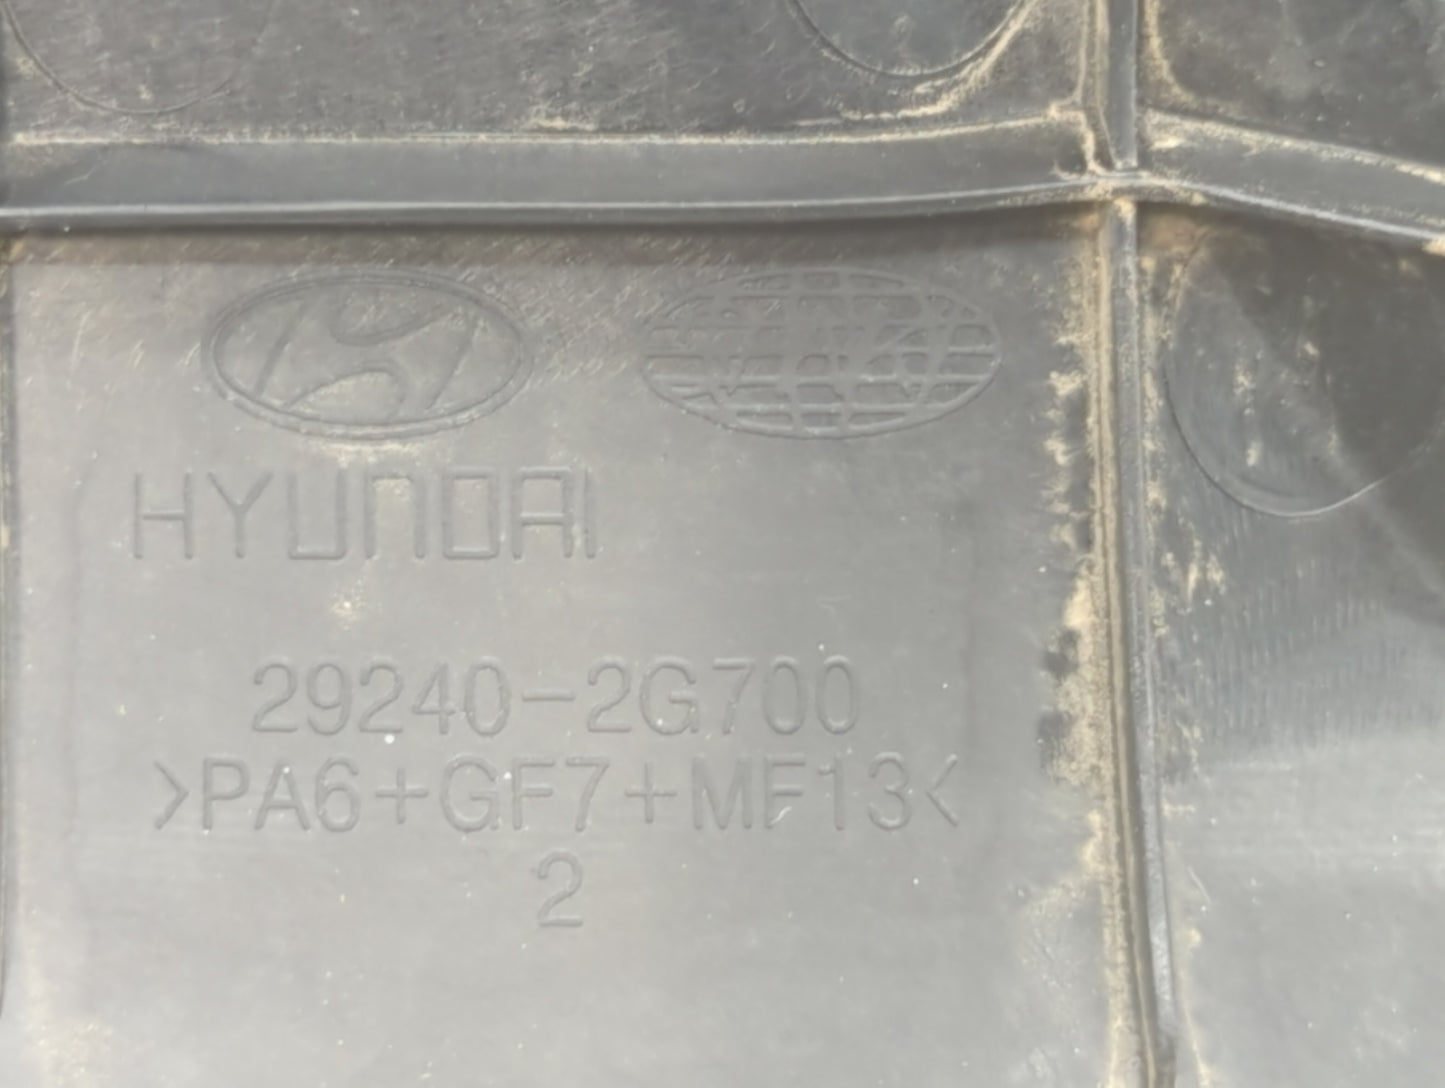 HYUNDAI
29240-2G700
>PA6+GF7+MF13<
2